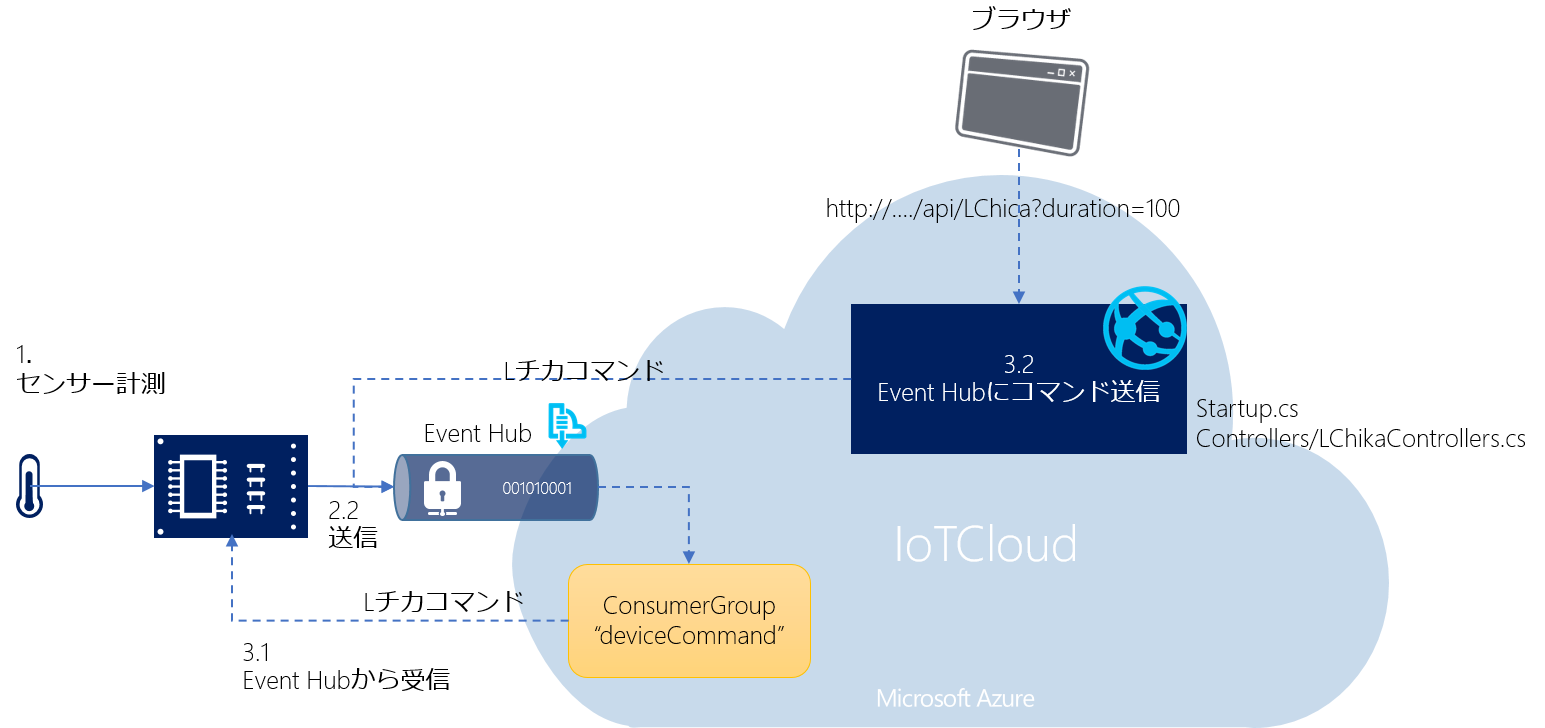 ブラウザ
http://..../api/LChica?duration=100
1.
センサー計測
Lチカコマンド
3.2
Event Hubにコマンド送信
Startup.cs
Controllers/LChikaControllers.cs
Event Hub
001010001
2.2
送信
IoTCloud
Lチカコマンド
ConsumerGroup
“deviceCommand”
3.1
Event Hubから受信
Microsoft Azure